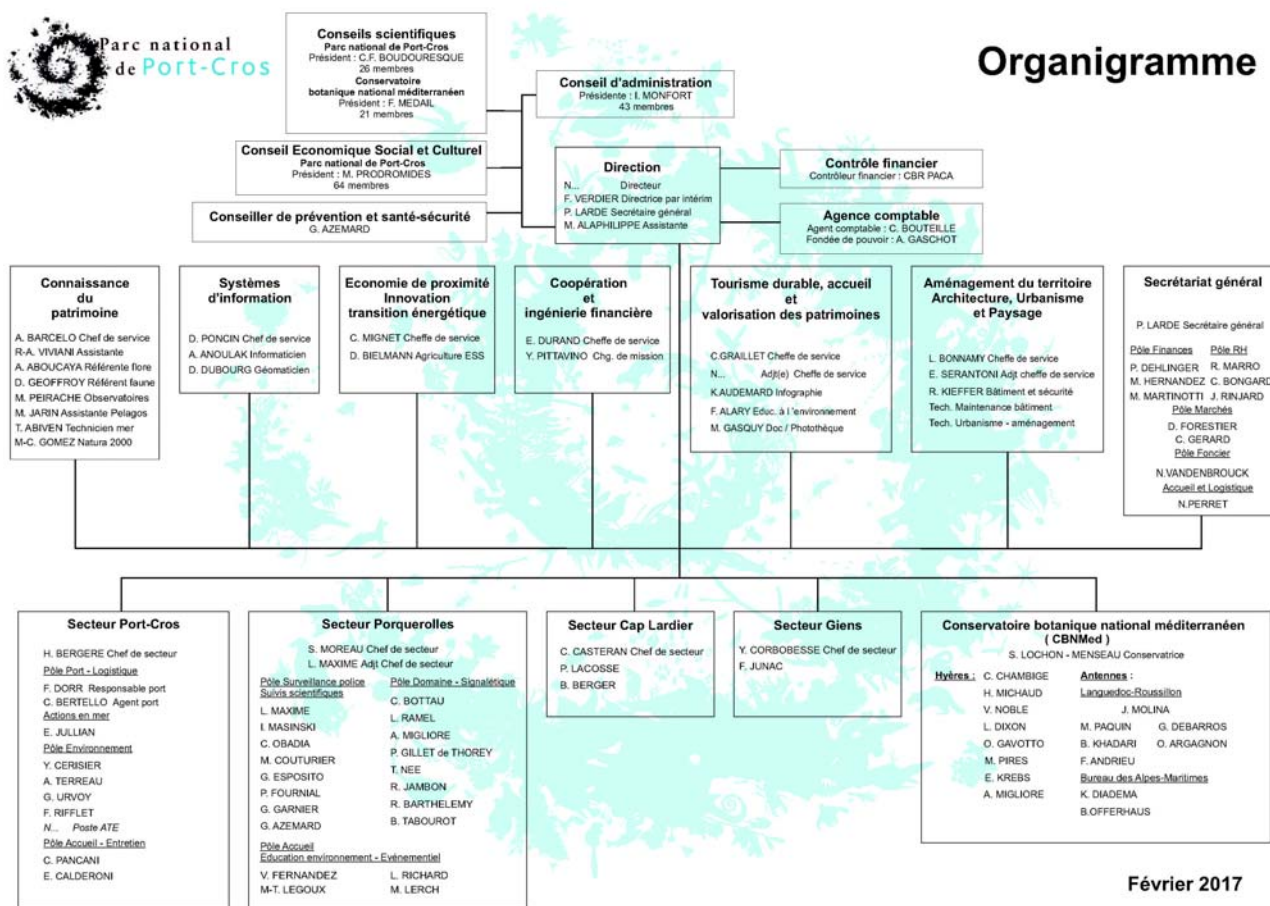 Parc national
de Port-Cros
Organigramme
Conseils scientifiques
Parc national de Port-Cros
Président : C.F. BOUDOURESQUE
26 membres
Conservatoire
botanique national méditerranéen
Président : F. MEDAIL
21 membres
Conseil d'administration
Présidente : I. MONFORT
43 membres
Conseil Economique Social et Culturel
Parc national de Port-Cros
Président : M. PRODROMIDES
64 membres
Conseiller de prévention et santé-sécurité
G. AZEMARD
Direction
N... Directeur
F. VERDIER Directrice par intérim
P. LARDE Secrétaire général
M. ALAPHILIPPE Assistante
Contrôle financier
Contrôleur financier : CBR PACA
Agence comptable
Agent comptable : C. BOUTEILLE
Fondée de pouvoir : A. GASCHOT
Connaissance
du
patrimoine
A. BARCELO Chef de service
R-A. VIVIANI Assistante
A. ABOUCAYA Référente flore
D. GEOFFROY Référent faune
M. PEIRACHE Observatoires
M. JARIN Assistante Pelagos
T. ABIVEN Technicien mer
M-C. GOMEZ Natura 2000
Systèmes
d'information
D. PONCIN Chef de service
A. ANOULAK Informaticien
D. DUBOURG Géomaticien
Economie de proximité
Innovation
transition énergétique
C. MIGNET Cheffe de service
D. BIELMANN Agriculture ESS
Coopération
et
ingénierie financière
E. DURAND Cheffe de service
Y. PITTAVINO Chg. de mission
Tourisme durable, accueil
et
valorisation des patrimoines
C.GRAILLET Cheffe de service
N... Adjt(e) Cheffe de service
K.AUDEMARD Infographie
F. ALARY Educ. à l 'environnement
M. GASQUY Doc / Photothèque
Aménagement du territoire
Architecture, Urbanisme
et Paysage
L. BONNAMY Cheffe de service
E. SERANTONI Adjt cheffe de service
R. KIEFFER Bâtiment et sécurité
Tech. Maintenance bâtiment
Tech. Urbanisme - aménagement
Secrétariat général
P. LARDE Secrétaire général
Pôle Finances Pôle RH
P. DEHLINGER R. MARRO
M. HERNANDEZ C. BONGARD
M. MARTINOTTI J. RINJARD
Pôle Marchés
D. FORESTIER
C. GERARD
Pôle Foncier
N.VANDENBROUCK
Accueil et Logistique
N.PERRET
Secteur Port-Cros
H. BERGERE Chef de secteur
Pôle Port - Logistique
F. DORR Responsable port
C. BERTELLO Agent port
Actions en mer
E. JULLIAN
Pôle Environnement
Y. CERISIER
A. TERREAU
G. URVOY
F. RIFFLET
N... Poste ATE
Pôle Accueil - Entretien
C. PANCANI
E. CALDERONI
Secteur Porquerolles
S. MOREAU Chef de secteur
L. MAXIME Adjt Chef de secteur
Pôle Surveillance police
Suivis scientifiques
L. MAXIME
I. MASINSKI
C. OBADIA
M. COUTURIER
G. ESPOSITO
P. FOURNIAL
G. GARNIER
G. AZEMARD
Pôle Domaine - Signalétique
C. BOTTAU
L. RAMEL
A. MIGLIORE
P. GILLET de THOREY
T. NEE
R. JAMBON
R. BARTHELEMY
B. TABOUROT
Pôle Accueil
Education environnement - Evénementiel
V. FERNANDEZ L. RICHARD
M-T. LEGOUX M. LERCH
Secteur Cap Lardier
C. CASTERAN Chef de secteur
P. LACOSSE
B. BERGER
Secteur Giens
Y. CORBOBESSE Chef de secteur
F. JUNAC
Conservatoire botanique national méditerranéen
( CBNMed )
S. LOCHON - MENSEAU Conservatrice
Hyères : C. CHAMBIGE
H. MICHAUD
V. NOBLE
L. DIXON
O. GAVOTTO
M. PIRES
E. KREBS
A. MIGLIORE
Antennes :
Languedoc-Roussillon
J. MOLINA
M. PAQUIN G. DEBARROS
B. KHADARI O. ARGAGNON
F. ANDRIEU
Bureau des Alpes-Maritimes
K. DIADEMA
B.OFFERHAUS
Février 2017